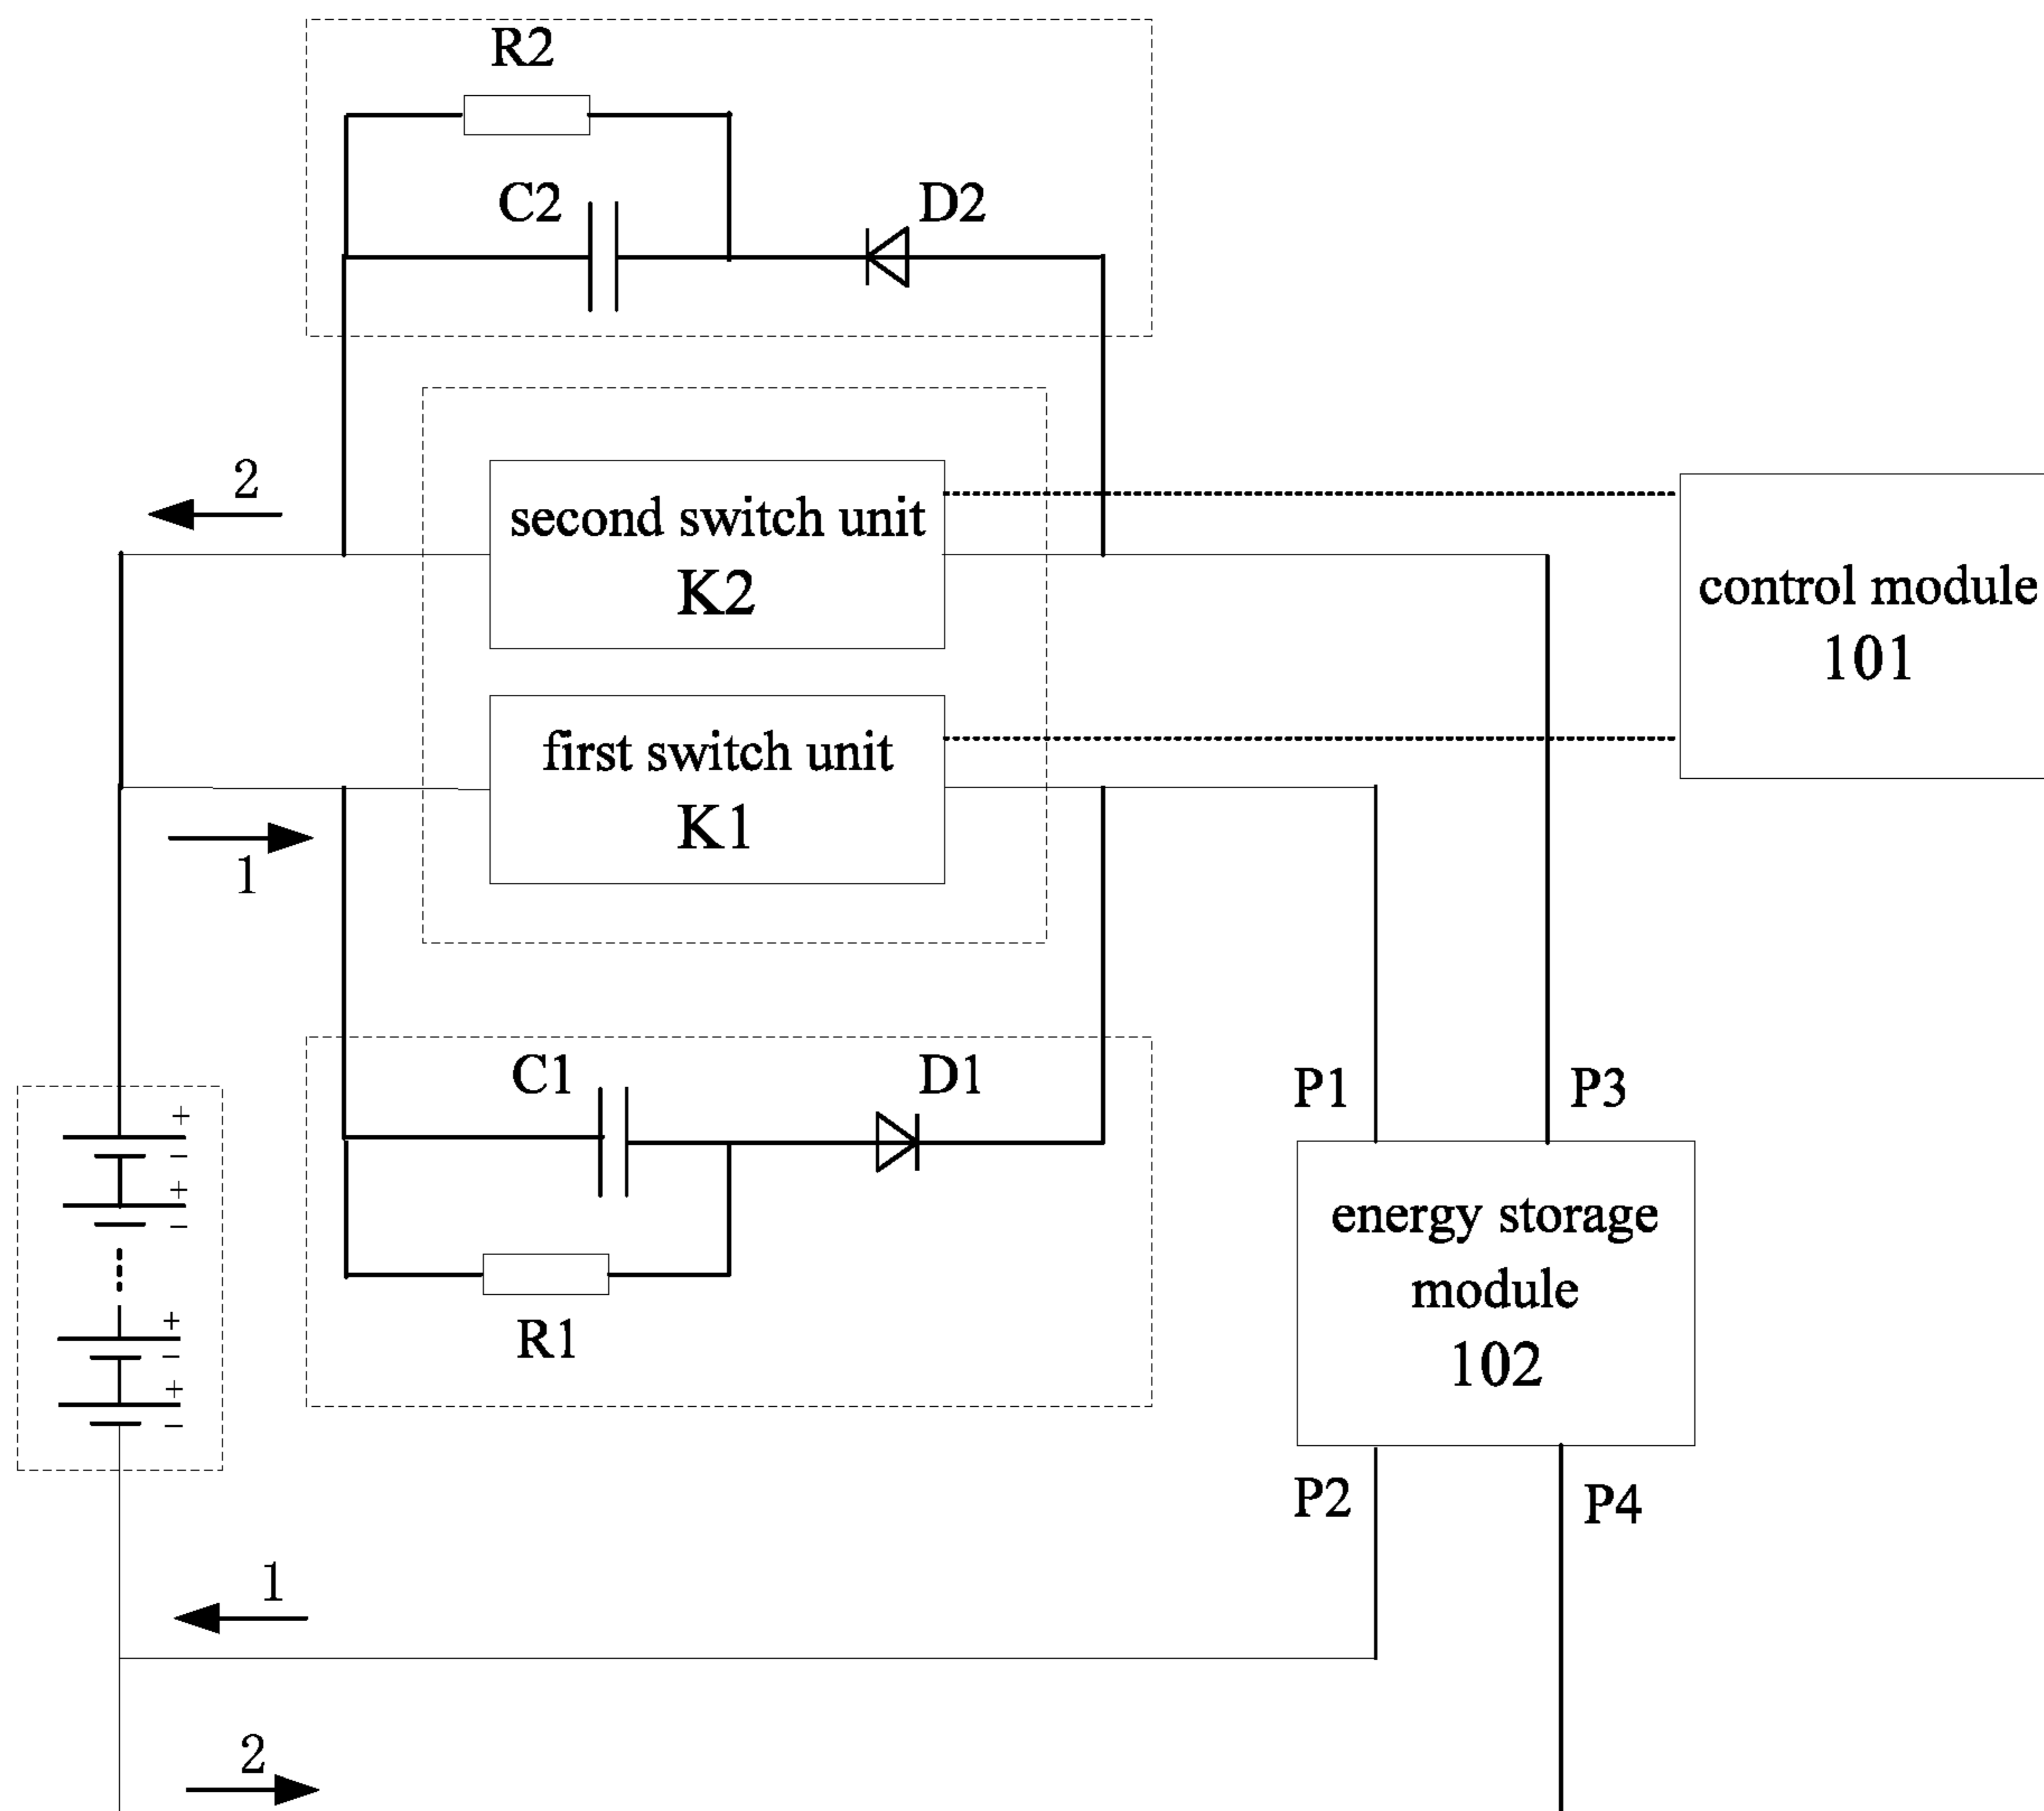 R2
C2
D2
2
second switch unit
K2
control module
101
first switch unit
K1
1
C1
D1
P1
P3
+
−
+
−
energy storage
module
102
R1
+
−
+
−
P2
P4
1
2